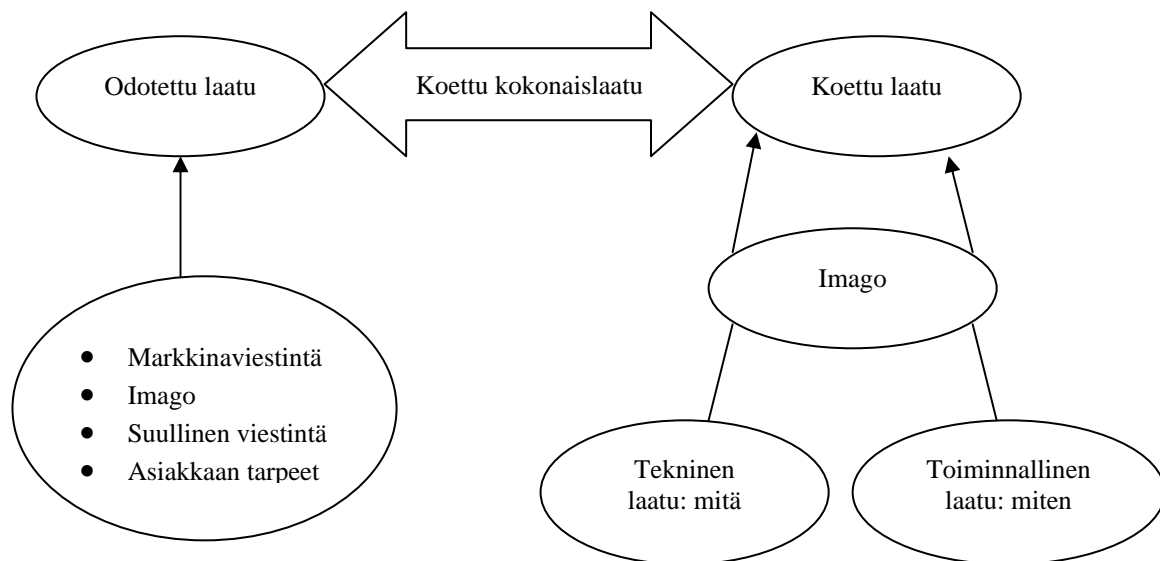 Odotettu laatu
Koettu kokonaislaatu
Koettu laatu
Imago
• Markkinaviestintä
• Imago
• Suullinen viestintä
• Asiakkaan tarpeet
Tekninen
laatu: mitä
Toiminnallinen
laatu: miten